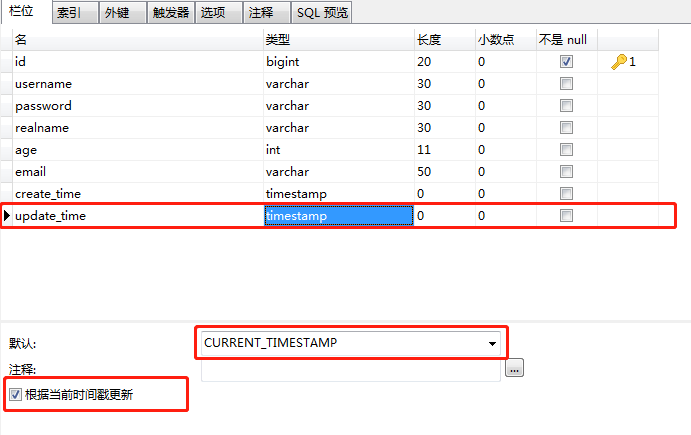 栏位 索引 外键 触发器 选项 注释 SQL 预览
名 类型 长度 小数点 不是 null
id bigint 20 0 1
username varchar 30 0
password varchar 30 0
realname varchar 30 0
age int 11 0
email varchar 50 0
create_time timestamp 0 0
update_time timestamp 0 0
默认: CURRENT_TIMESTAMP
注释: ...
根据当前时间戳更新